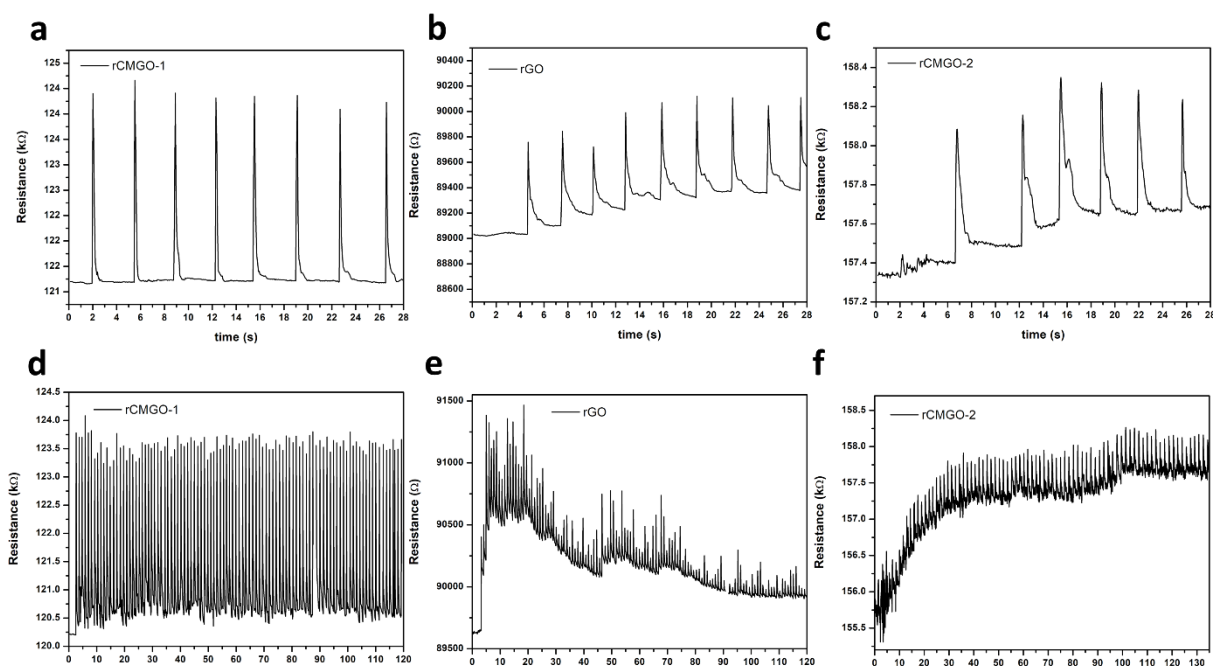 a
rCMGO-1
Resistance (kΩ)
125
124
124
123
123
122
122
121
0 2 4 6 8 10 12 14 16 18 20 22 24 26 28
time (s)
b
rGO
Resistance (Ω)
90400
90200
90000
89800
89600
89400
89200
89000
88800
88600
0 2 4 6 8 10 12 14 16 18 20 22 24 26 28
time (s)
c
rCMGO-2
Resistance (kΩ)
158.4
158.2
158.0
157.8
157.6
157.4
157.2
0 2 4 6 8 10 12 14 16 18 20 22 24 26 28
time (s)
d
rCMGO-1
Resistance (kΩ)
124.5
124.0
123.5
123.0
122.5
122.0
121.5
121.0
120.5
120.0
0 10 20 30 40 50 60 70 80 90 100 110 120
e
rGO
Resistance (Ω)
91500
91000
90500
90000
89500
0 10 20 30 40 50 60 70 80 90 100 110 120
f
rCMGO-2
Resistance (kΩ)
158.5
158.0
157.5
157.0
156.5
156.0
155.5
0 10 20 30 40 50 60 70 80 90 100 110 120 130